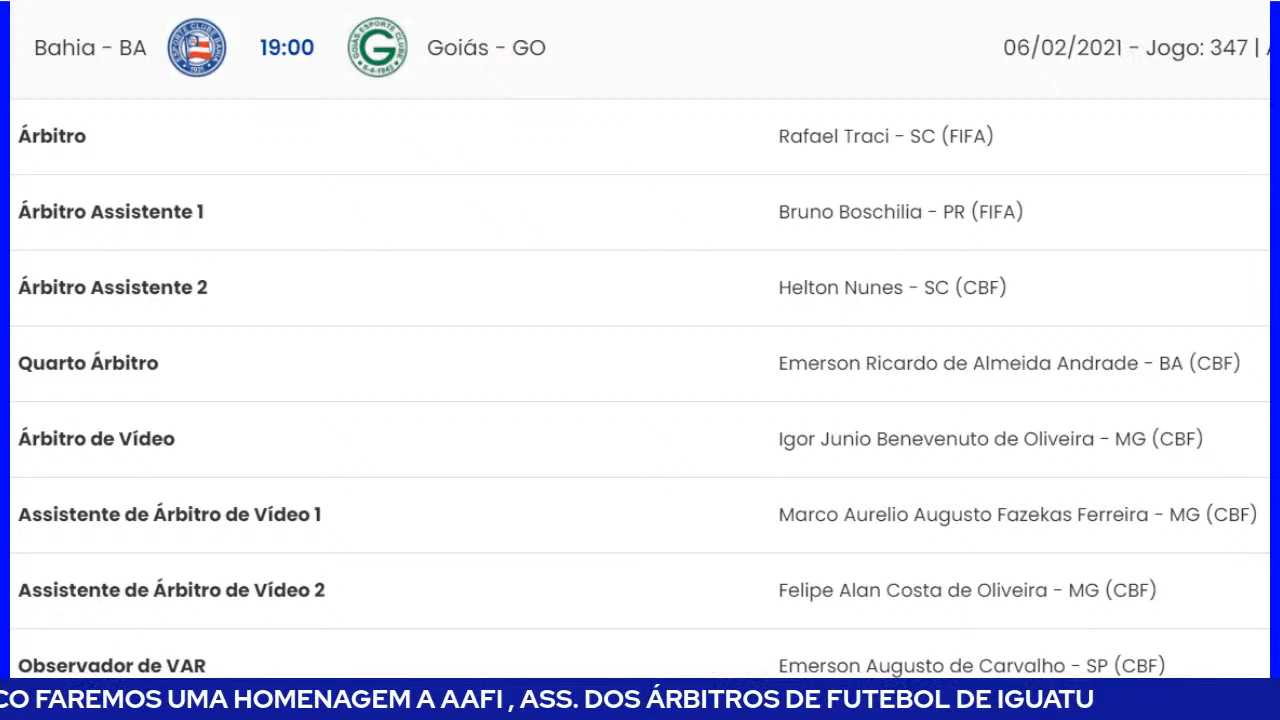 Bahia - BA 19:00 Goiás - GO 06/02/2021 - Jogo: 347 |
Árbitro Rafael Traci - SC (FIFA)
Árbitro Assistente 1 Bruno Boschilia - PR (FIFA)
Árbitro Assistente 2 Helton Nunes - SC (CBF)
Quarto Árbitro Emerson Ricardo de Almeida Andrade - BA (CBF)
Árbitro de Vídeo Igor Junio Benevenuto de Oliveira - MG (CBF)
Assistente de Árbitro de Vídeo 1 Marco Aurelio Augusto Fazekas Ferreira - MG (CBF)
Assistente de Árbitro de Vídeo 2 Felipe Alan Costa de Oliveira - MG (CBF)
Observador de VAR Emerson Augusto de Carvalho - SP (CBF)
CO FAREMOS UMA HOMENAGEM A AAFI , ASS. DOS ÁRBITROS DE FUTEBOL DE IGUATU